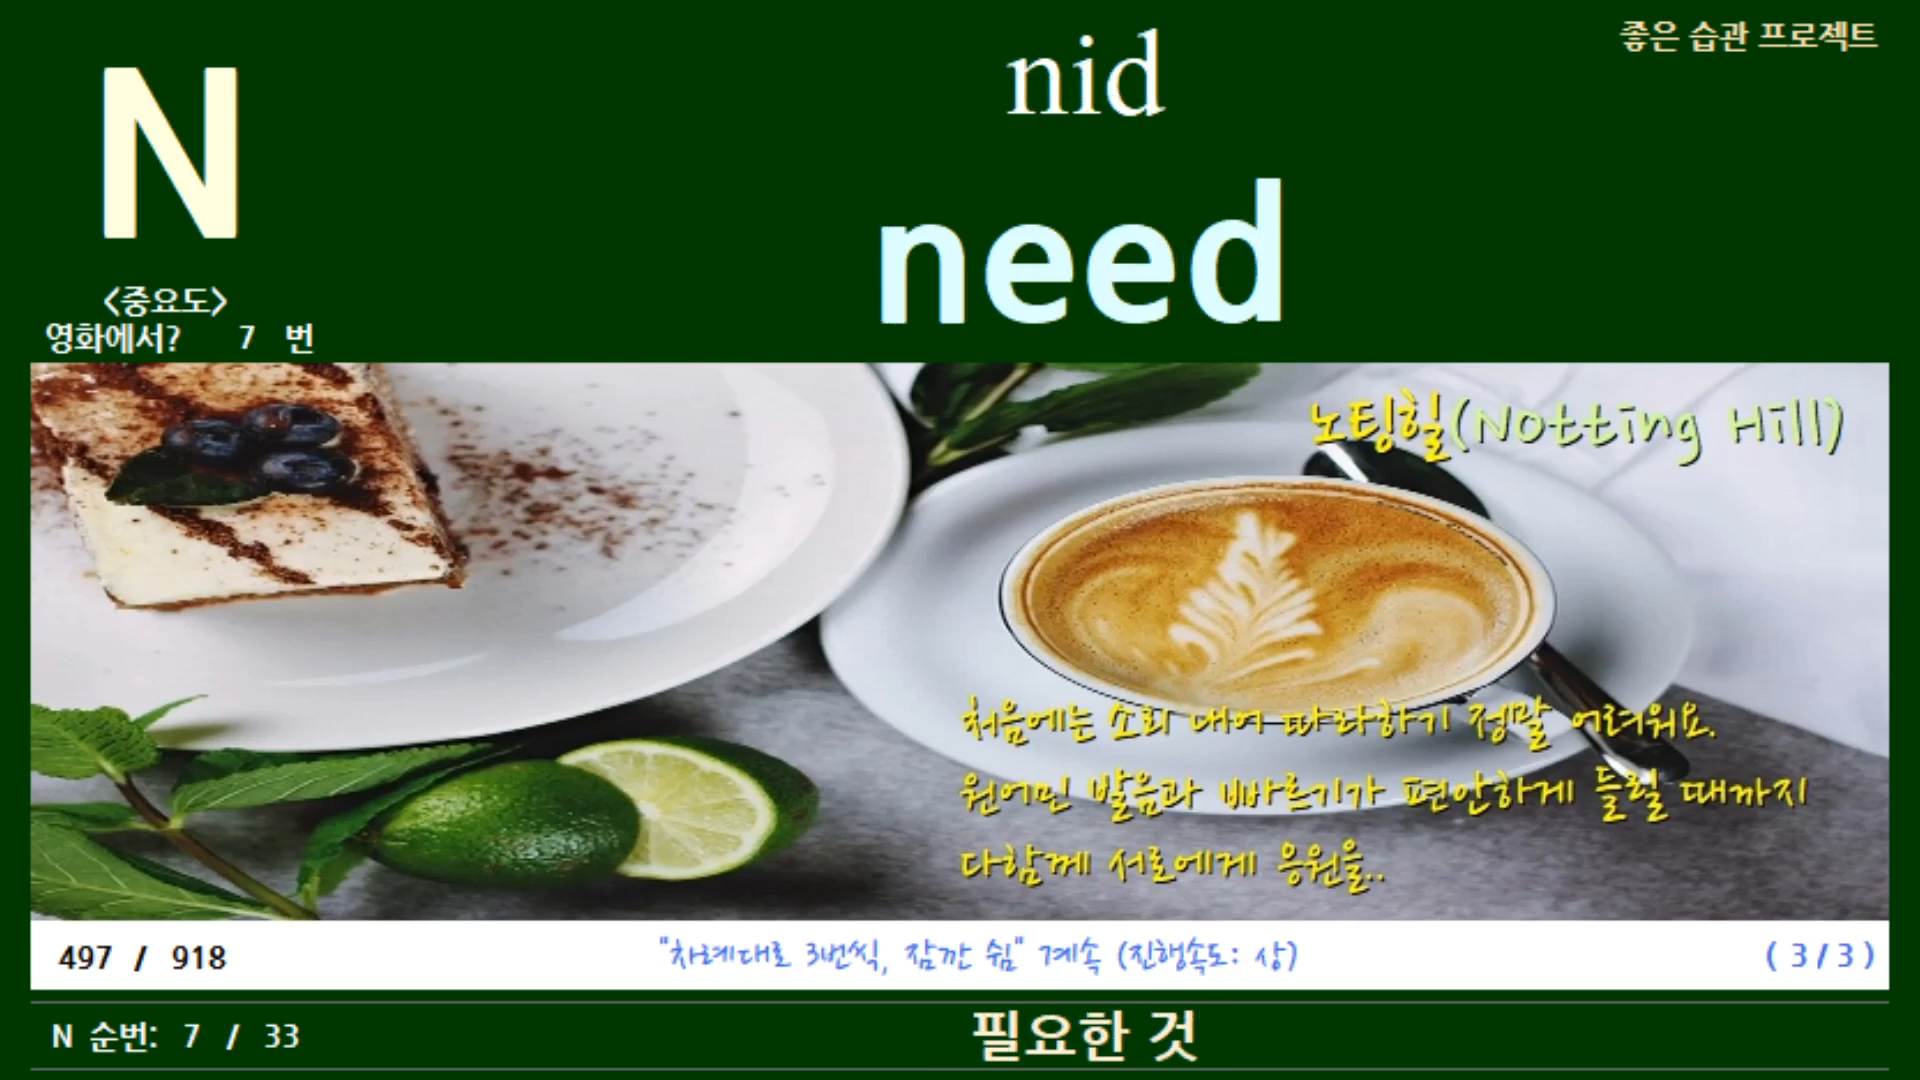 좋은 습관 프로젝트
N
nid
need
<중요도>
영화에서? 7 번
노팅힐(Notting Hill)
처음에는 소리 내어 따라하기 정말 어려워요.
원어민 발음과 빠르기가 편안하게 들릴 때까지
다함께 서로에게 응원을..
497 / 918
"차례대로 3번씩, 잠깐 쉼" 계속 (진행속도: 상)
( 3 / 3 )
N 순번: 7 / 33
필요한 것